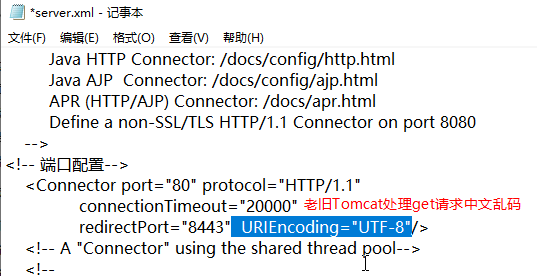 *server.xml - 记事本
文件(F) 编辑(E) 格式(O) 查看(V) 帮助(H)
Java HTTP Connector: /docs/config/http.html
Java AJP  Connector: /docs/config/ajp.html
APR (HTTP/AJP) Connector: /docs/apr.html
Define a non-SSL/TLS HTTP/1.1 Connector on port 8080
-->
<!-- 端口配置-->
<Connector port="80" protocol="HTTP/1.1"
connectionTimeout="20000" 老旧Tomcat处理get请求中文乱码
redirectPort="8443"  URIEncoding="UTF-8"/>
<!-- A "Connector" using the shared thread pool-->
<!--